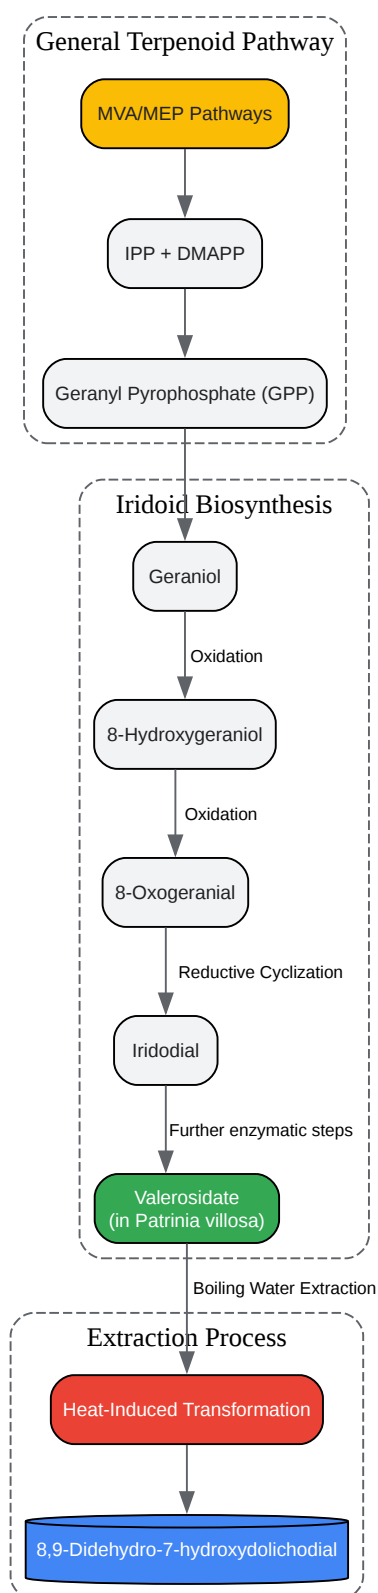 General Terpenoid Pathway
MVA/MEP Pathways
IPP + DMAPP
Geranyl Pyrophosphate (GPP)
Iridoid Biosynthesis
Geraniol
Oxidation
8-Hydroxygeraniol
Oxidation
8-Oxogeranial
Reductive Cyclization
Iridodial
Further enzymatic steps
Valerosidate
(in Patrinia villosa)
Boiling Water Extraction
Extraction Process
Heat-Induced Transformation
8,9-Didehydro-7-hydroxydolichodial